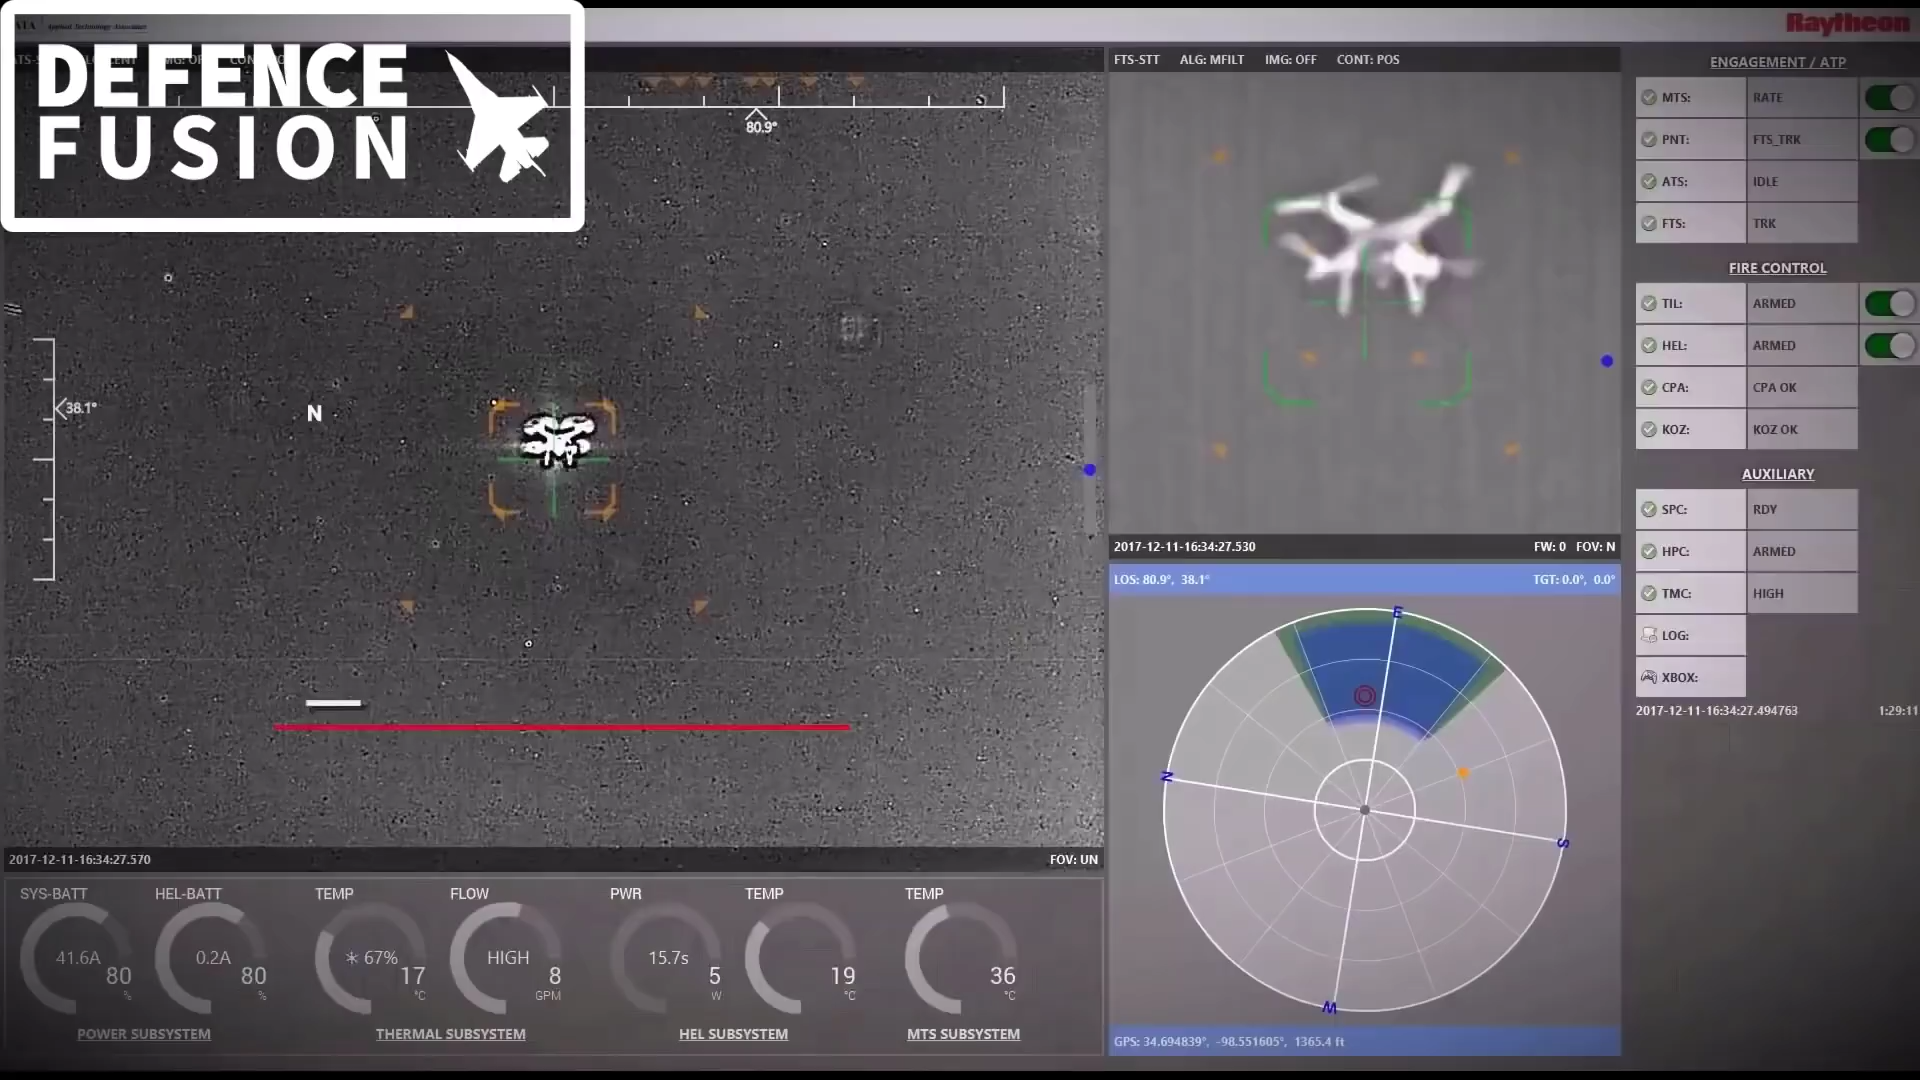 Applied Technology Associates
Raytheon
DEFENCE
FUSION
80.9°
38.1°
N
2017-12-11-16:34:27.570
FOV: UN
FTS-STT ALG: MFILT IMG: OFF CONT: POS
2017-12-11-16:34:27.530
FW: 0 FOV: N
LOS: 80.9°, 38.1°
TGT: 0.0°, 0.0°
E
N
S
W
GPS: 34.694839°, -98.551605°, 1365.4 ft
ENGAGEMENT / ATP
MTS: RATE
PNT: FTS_TRK
ATS: IDLE
FTS: TRK
FIRE CONTROL
TIL: ARMED
HEL: ARMED
CPA: CPA OK
KOZ: KOZ OK
AUXILIARY
SPC: RDY
HPC: ARMED
TMC: HIGH
LOG:
XBOX:
2017-12-11-16:34:27.494763
1:29:11
SYS-BATT HEL-BATT TEMP FLOW PWR TEMP TEMP
41.6A 0.2A 67% HIGH 15.7s
80 80 17 8 5 19 36
% % °C GPM W °C °C
POWER SUBSYSTEM THERMAL SUBSYSTEM HEL SUBSYSTEM MTS SUBSYSTEM